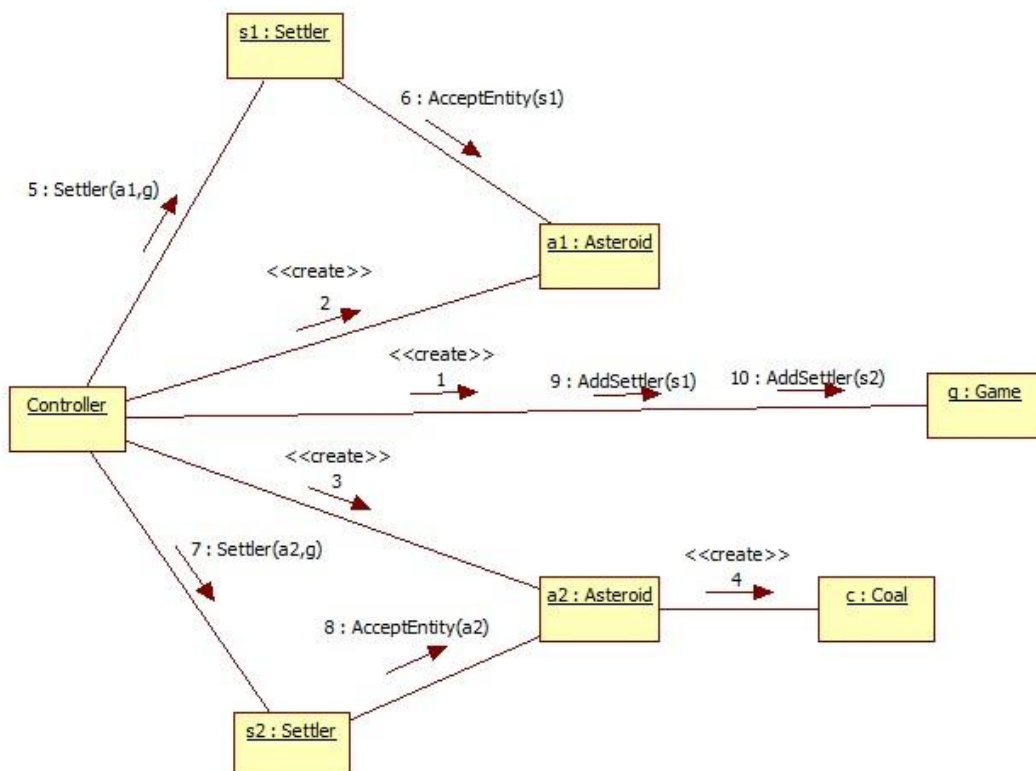 s1 : Settler
6 : AcceptEntity(s1)
5 : Settler(a1,g)
a1 : Asteroid
<<create>>
2
<<create>>
1
9 : AddSettler(s1)
10 : AddSettler(s2)
Controller
g : Game
<<create>>
3
7 : Settler(a2,g)
<<create>>
4
a2 : Asteroid
c : Coal
8 : AcceptEntity(a2)
s2 : Settler